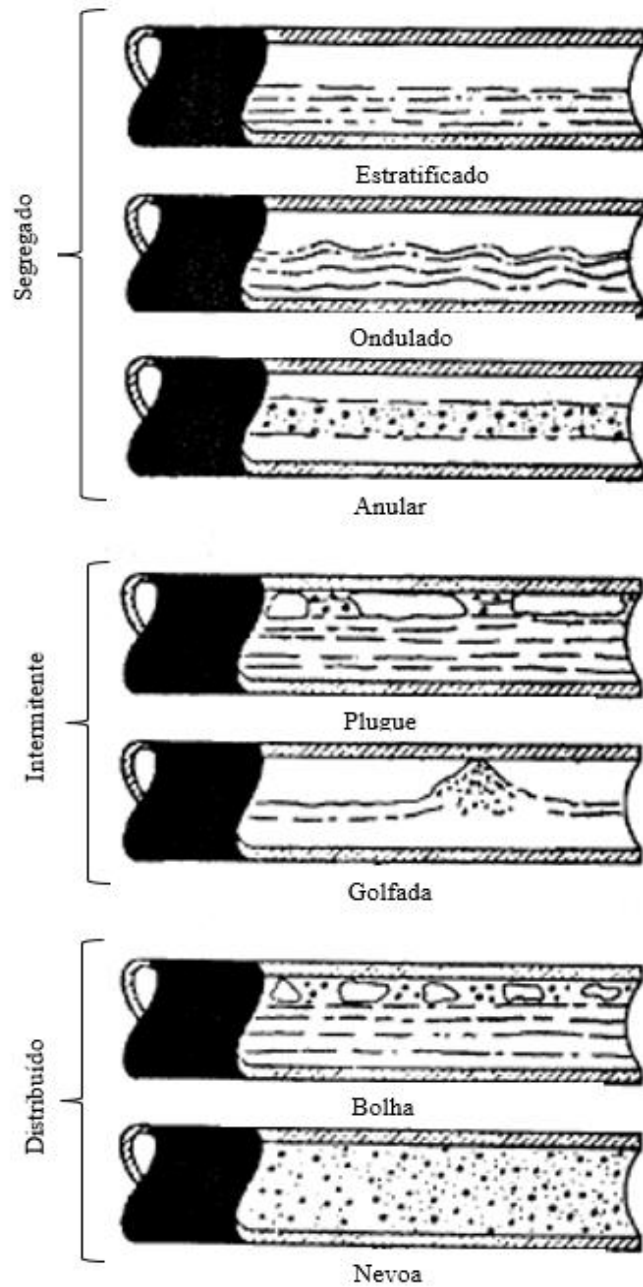 Segregado
Estratificado
Ondulado
Anular
Intermitente
Plugue
Golfada
Distribuído
Bolha
Nevoa